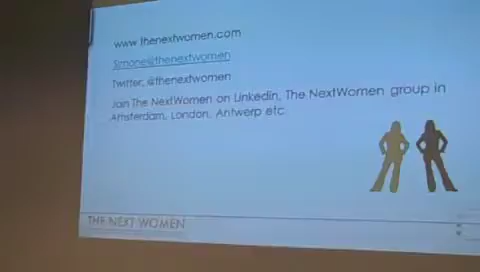 www.thenextwomen.com
Simone@thenextwomen
Twitter: @thenextwomen
Join The NextWomen on Linkedin, The NextWomen group in
Amsterdam, London, Antwerp etc
THE NEXT WOMEN